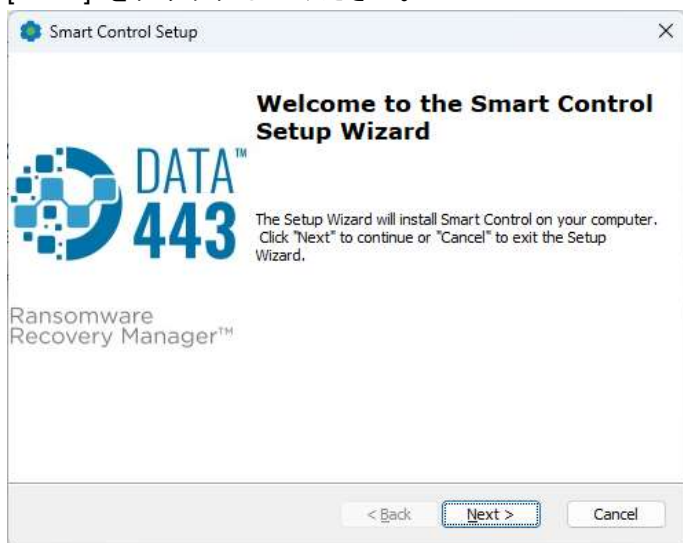 Smart Control Setup
Welcome to the Smart Control
Setup Wizard
DATA™
443
The Setup Wizard will install Smart Control on your computer.
Click "Next" to continue or "Cancel" to exit the Setup
Wizard.
Ransomware
Recovery Manager™
< Back
Next >
Cancel